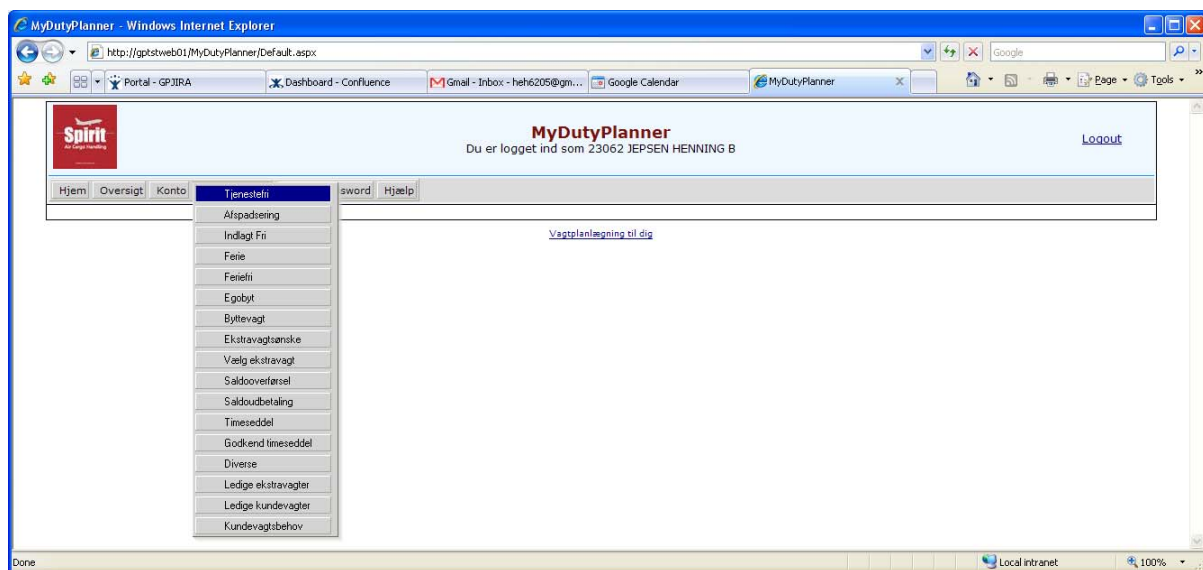 MyDutyPlanner - Windows Internet Explorer
http://gptstweb01/MyDutyPlanner/Default.aspx
Google
Portal - GPJIRA
Dashboard - Confluence
Gmail - Inbox - heh6205@gm...
Google Calendar
MyDutyPlanner
Page
Tools
Spirit
Air Cargo Handling
MyDutyPlanner
Du er logget ind som 23062 JEPSEN HENNING B
Logout
Hjem Oversigt Konto sword Hjælp
Tjenestefri
Afspadsering
Indlagt Fri
Ferie
Feriefri
Egobyt
Byttevagt
Ekstravagtsønske
Vælg ekstravagt
Saldooverførsel
Saldoudbetaling
Timeseddel
Godkend timeseddel
Diverse
Ledige ekstravagter
Ledige kundevagter
Kundevagtsbehov
Vagtplanlægning til dig
Done
Local intranet
100%